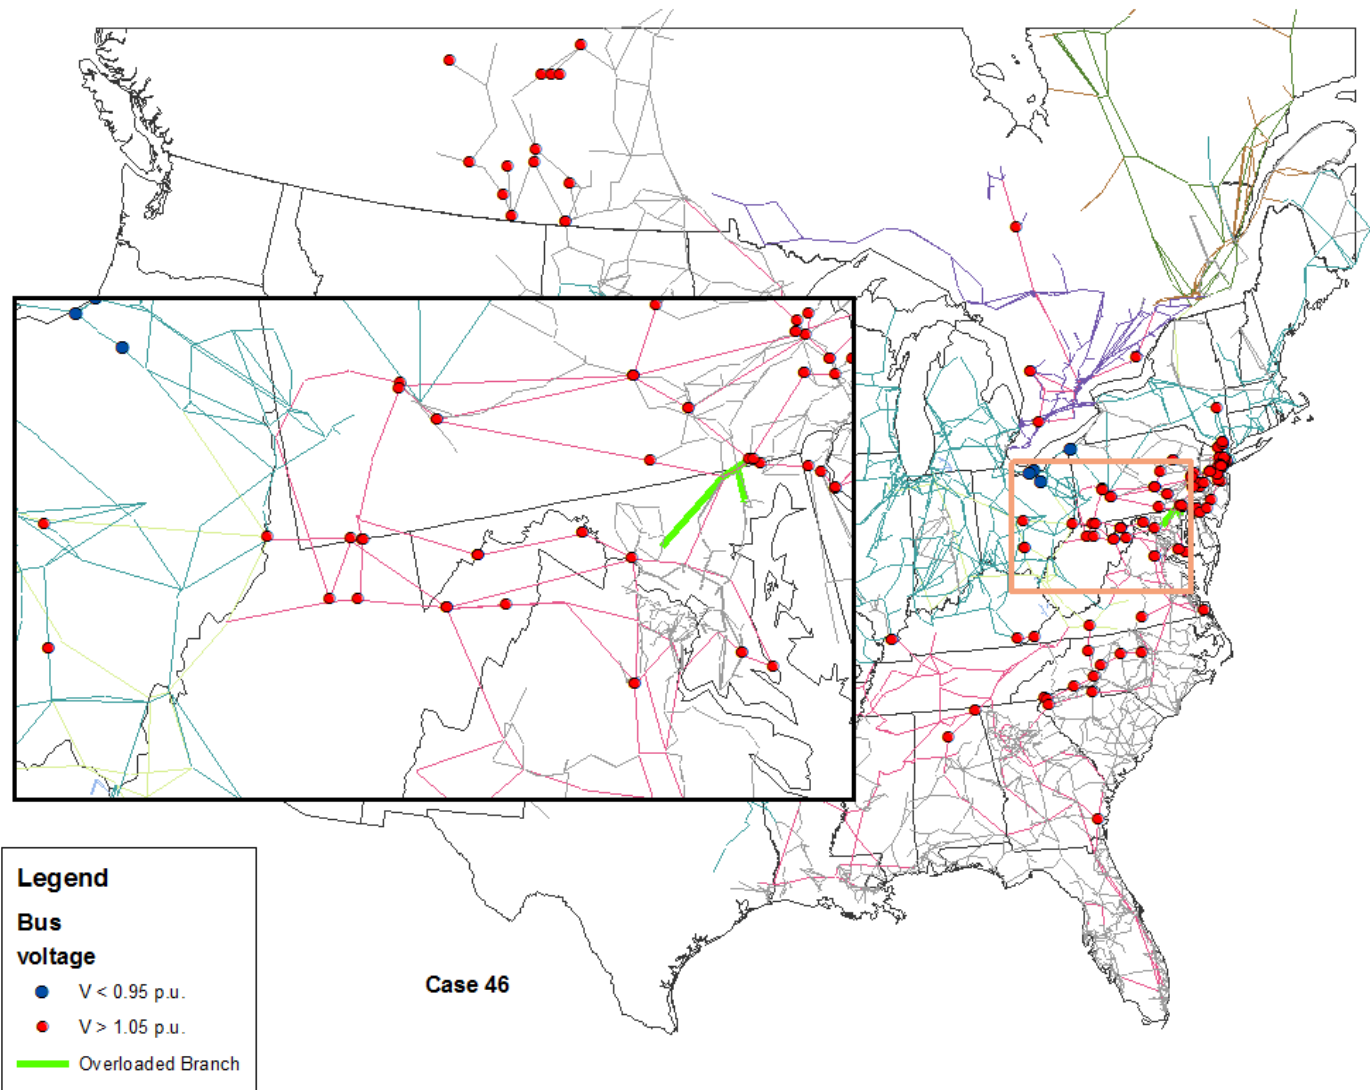 Case 46
Legend
Bus
voltage
V < 0.95 p.u.
V > 1.05 p.u.
Overloaded Branch